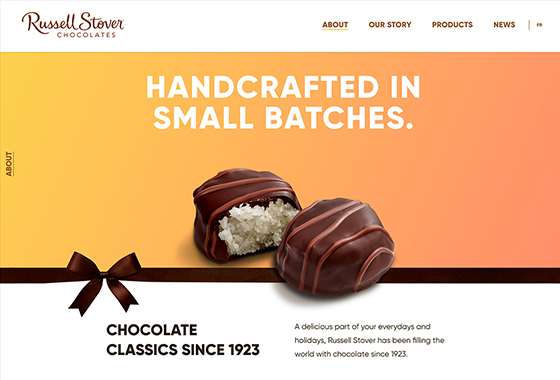 Russell Stover
CHOCOLATES
ABOUT
OUR STORY
PRODUCTS
NEWS
FR
HANDCRAFTED IN
SMALL BATCHES.
ABOUT
CHOCOLATE
CLASSICS SINCE 1923
A delicious part of your everydays and
holidays, Russell Stover has been filling the
world with chocolate since 1923.